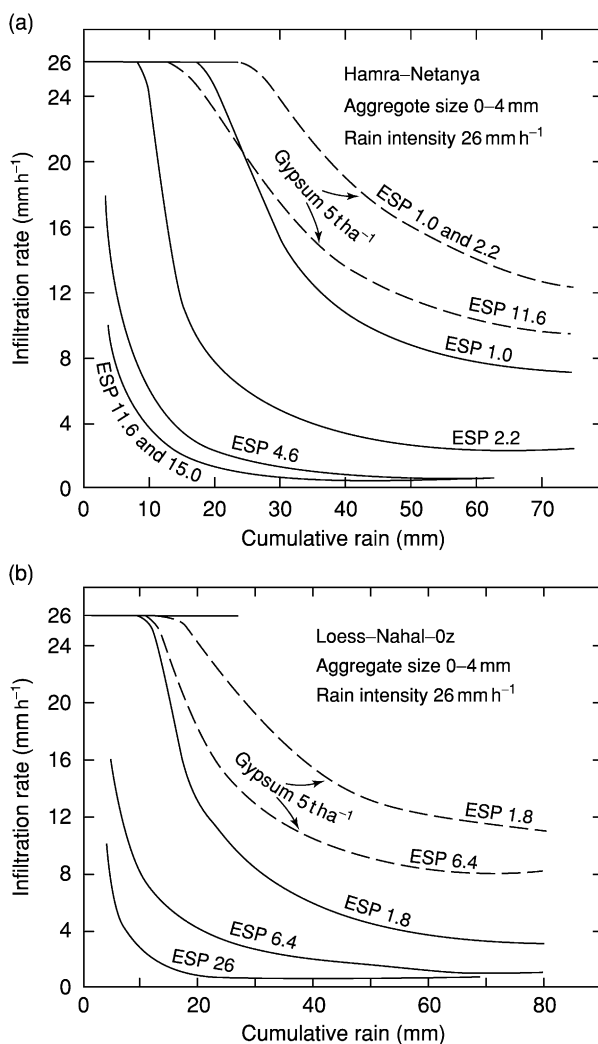 (a)
26
24
20
16
12
8
4
0
Infiltration rate (mm h⁻¹)
Hamra–Netanya
Aggregote size 0–4 mm
Rain intensity 26 mm h⁻¹
Gypsum 5 t ha⁻¹
ESP 1.0 and 2.2
ESP 11.6
ESP 1.0
ESP 2.2
ESP 4.6
ESP 11.6 and 15.0
0 10 20 30 40 50 60 70
Cumulative rain (mm)
(b)
26
24
20
16
12
8
4
0
Infiltration rate (mm h⁻¹)
Loess–Nahal–0z
Aggregate size 0–4 mm
Rain intensity 26 mm h⁻¹
Gypsum 5 t ha⁻¹
ESP 1.8
ESP 6.4
ESP 1.8
ESP 6.4
ESP 26
0 20 40 60 80
Cumulative rain (mm)